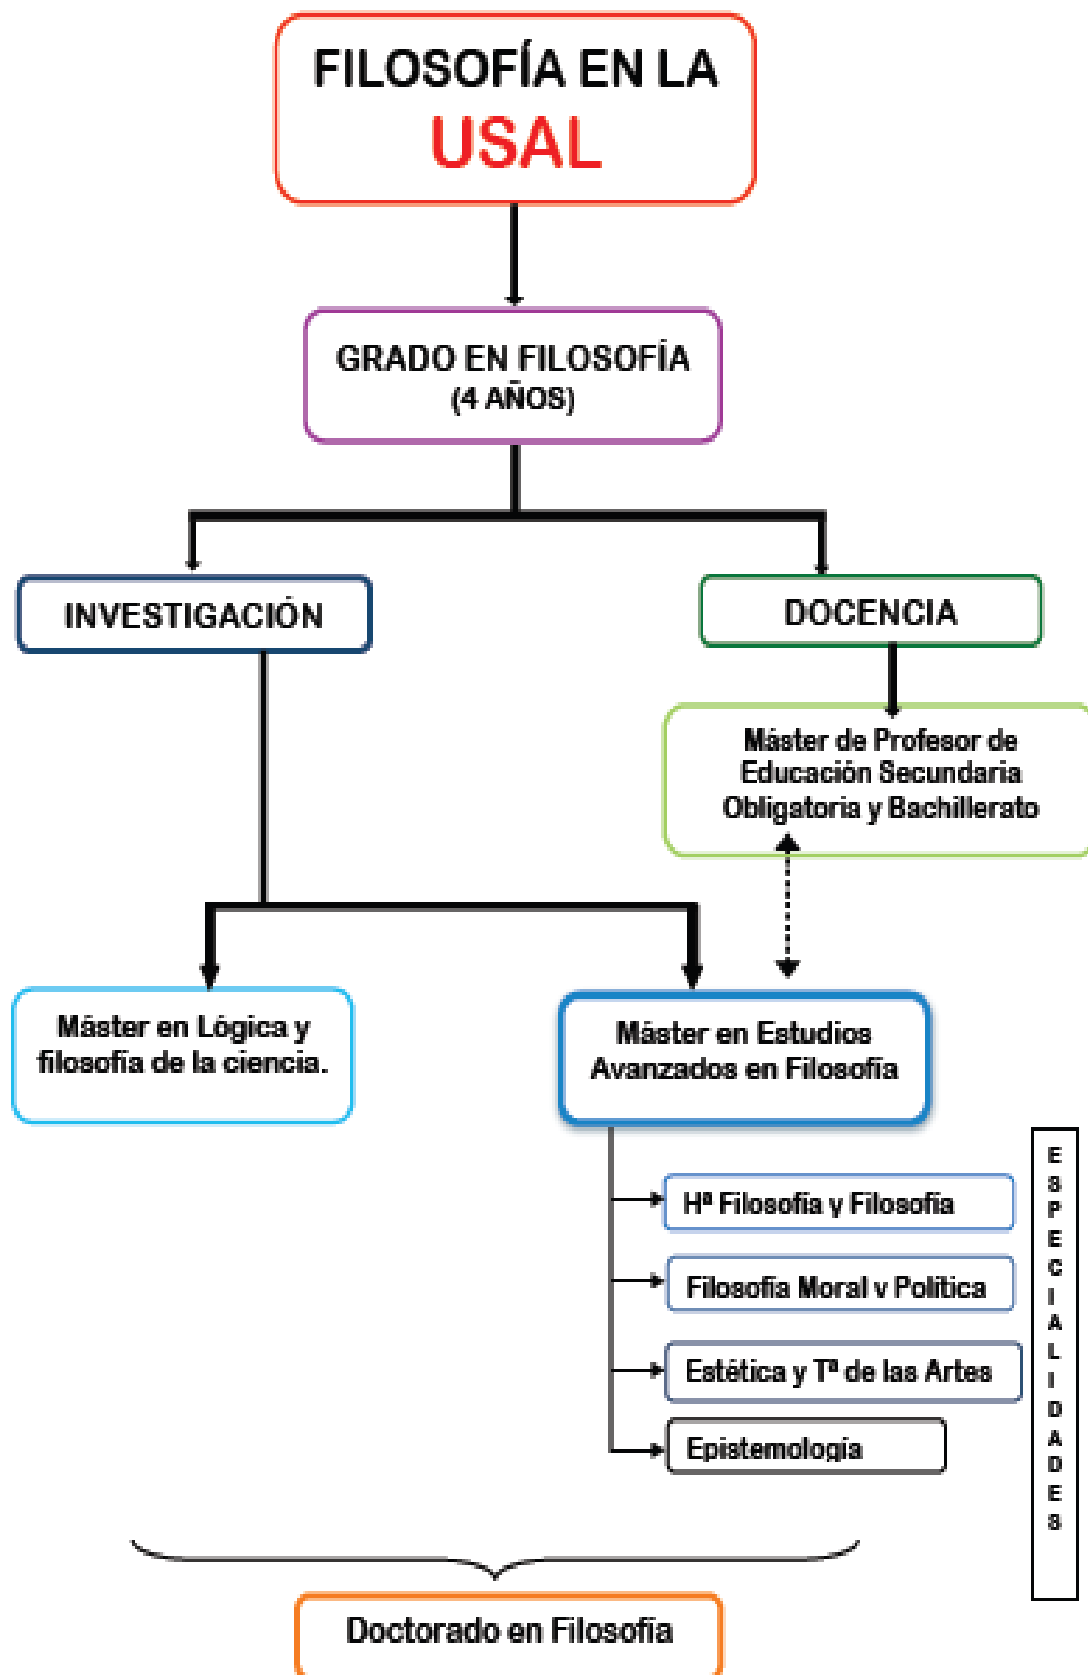 FILOSOFÍA EN LA
USAL
GRADO EN FILOSOFÍA
(4 AÑOS)
INVESTIGACIÓN
DOCENCIA
Máster de Profesor de
Educación Secundaria
Obligatoria y Bachillerato
Máster en Lógica y
filosofía de la ciencia.
Máster en Estudios
Avanzados en Filosofía
Hª Filosofía y Filosofía
Filosofía Moral y Política
Estética y Tª de las Artes
Epistemología
ESPECIALIDADES
Doctorado en Filosofía